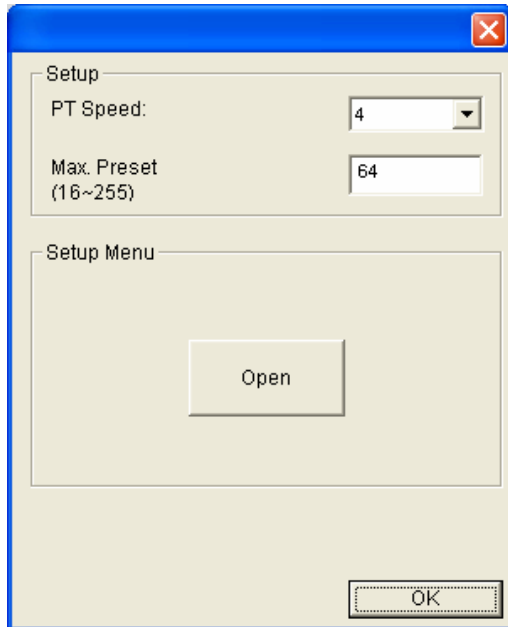 Setup
PT Speed:
4
Max. Preset
(16~255)
64
Setup Menu
Open
OK